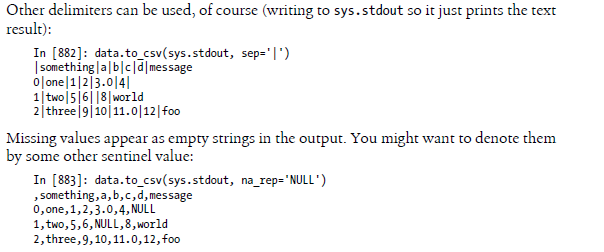 Other delimiters can be used, of course (writing to sys.stdout so it just prints the text
result):
In [882]: data.to_csv(sys.stdout, sep='|')
|something|a|b|c|d|message
0|one|1|2|3.0|4|
1|two|5|6||8|world
2|three|9|10|11.0|12|foo
Missing values appear as empty strings in the output. You might want to denote them
by some other sentinel value:
In [883]: data.to_csv(sys.stdout, na_rep='NULL')
,something,a,b,c,d,message
0,one,1,2,3.0,4,NULL
1,two,5,6,NULL,8,world
2,three,9,10,11.0,12,foo